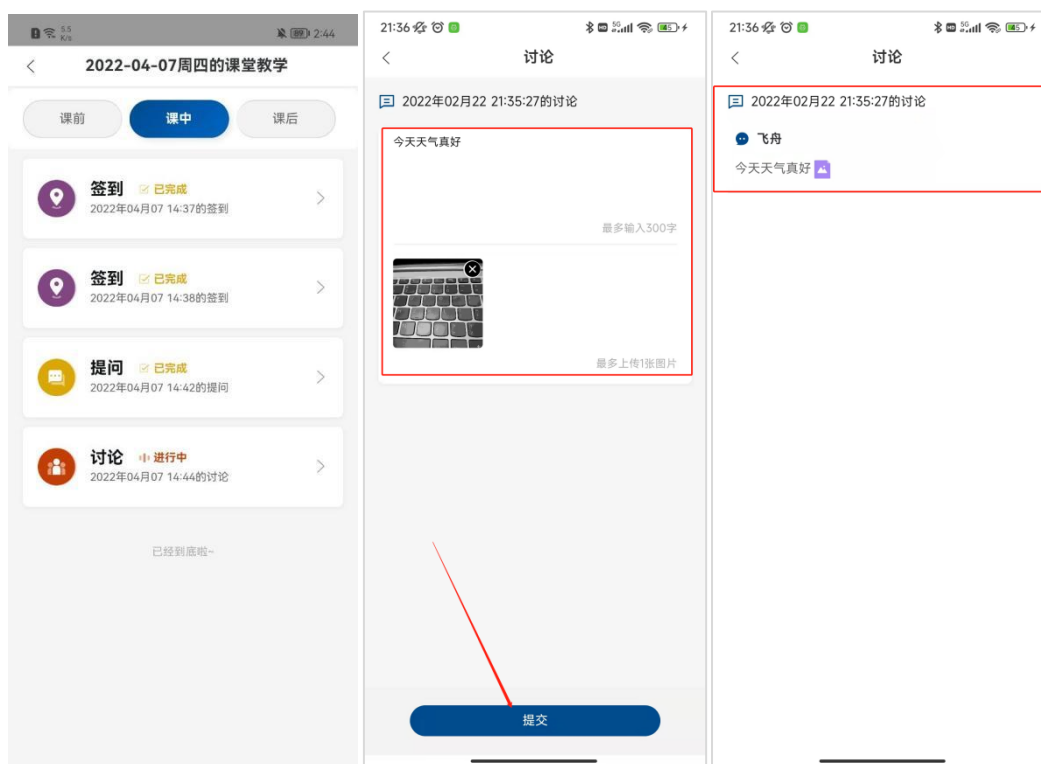 5.5
K/s
2:44
2022-04-07周四的课堂教学
课前
课中
课后
签到 已完成
2022年04月07 14:37的签到
签到 已完成
2022年04月07 14:38的签到
提问 已完成
2022年04月07 14:42的提问
讨论 进行中
2022年04月07 14:44的讨论
已经到底啦~
21:36
5G
45
讨论
2022年02月22 21:35:27的讨论
今天天气真好
最多输入300字
最多上传1张图片
提交
21:36
5G
45
讨论
2022年02月22 21:35:27的讨论
飞舟
今天天气真好